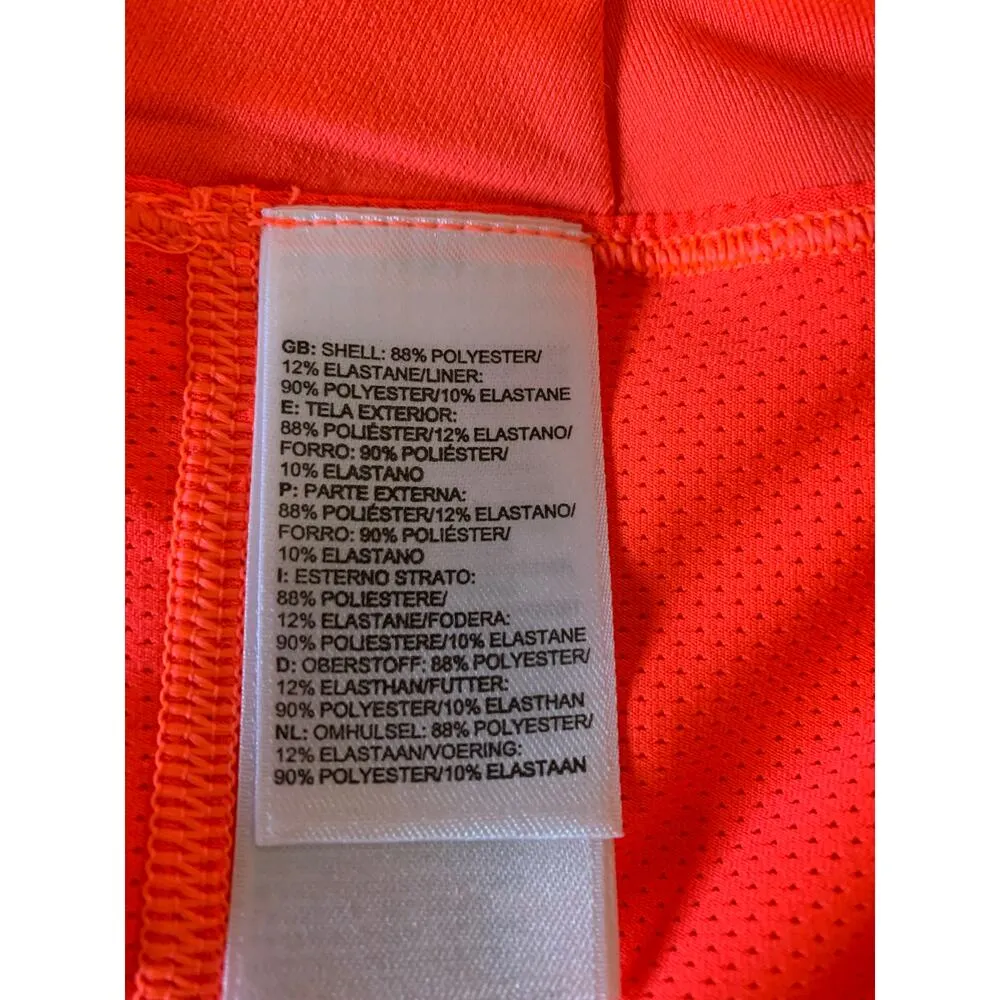 GB: SHELL: 88% POLYESTER/
12% ELASTANE/LINER:
90% POLYESTER/10% ELASTANE
E: TELA EXTERIOR:
88% POLIÉSTER/12% ELASTANO/
FORRO: 90% POLIÉSTER/
10% ELASTANO
P: PARTE EXTERNA:
88% POLIÉSTER/12% ELASTANO/
FORRO: 90% POLIÉSTER/
10% ELASTANO
I: ESTERNO STRATO:
88% POLIESTERE/
12% ELASTANE/FODERA:
90% POLIESTERE/10% ELASTANE
D: OBERSTOFF: 88% POLYESTER/
12% ELASTHAN/FUTTER:
90% POLYESTER/10% ELASTHAN
NL: OMHULSEL: 88% POLYESTER/
12% ELASTAAN/VOERING:
90% POLYESTER/10% ELASTAAN